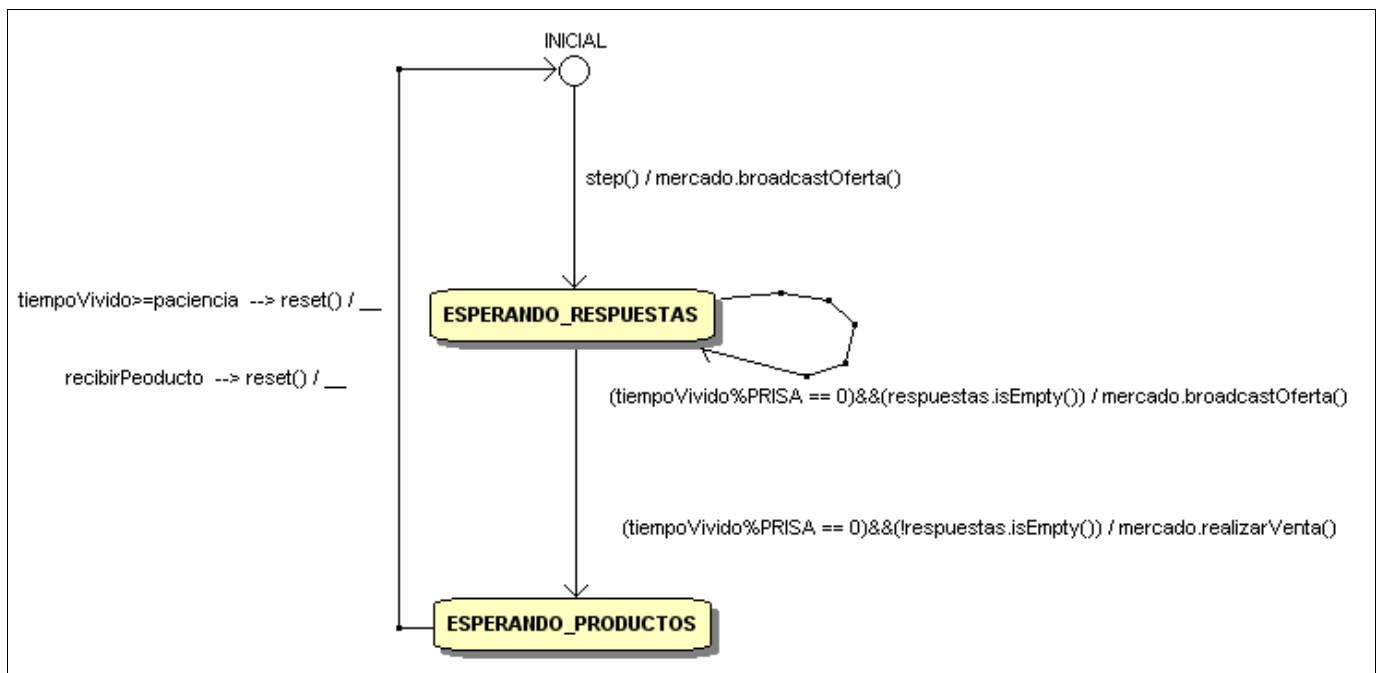 INICIAL
step() / mercado.broadcastOferta()
tiempoVivido>=paciencia --> reset() / __
ESPERANDO_RESPUESTAS
recibirPeoducto --> reset() / __
(tiempoVivido%PRISA == 0)&&(respuestas.isEmpty()) / mercado.broadcastOferta()
(tiempoVivido%PRISA == 0)&&(!respuestas.isEmpty()) / mercado.realizarVenta()
ESPERANDO_PRODUCTOS